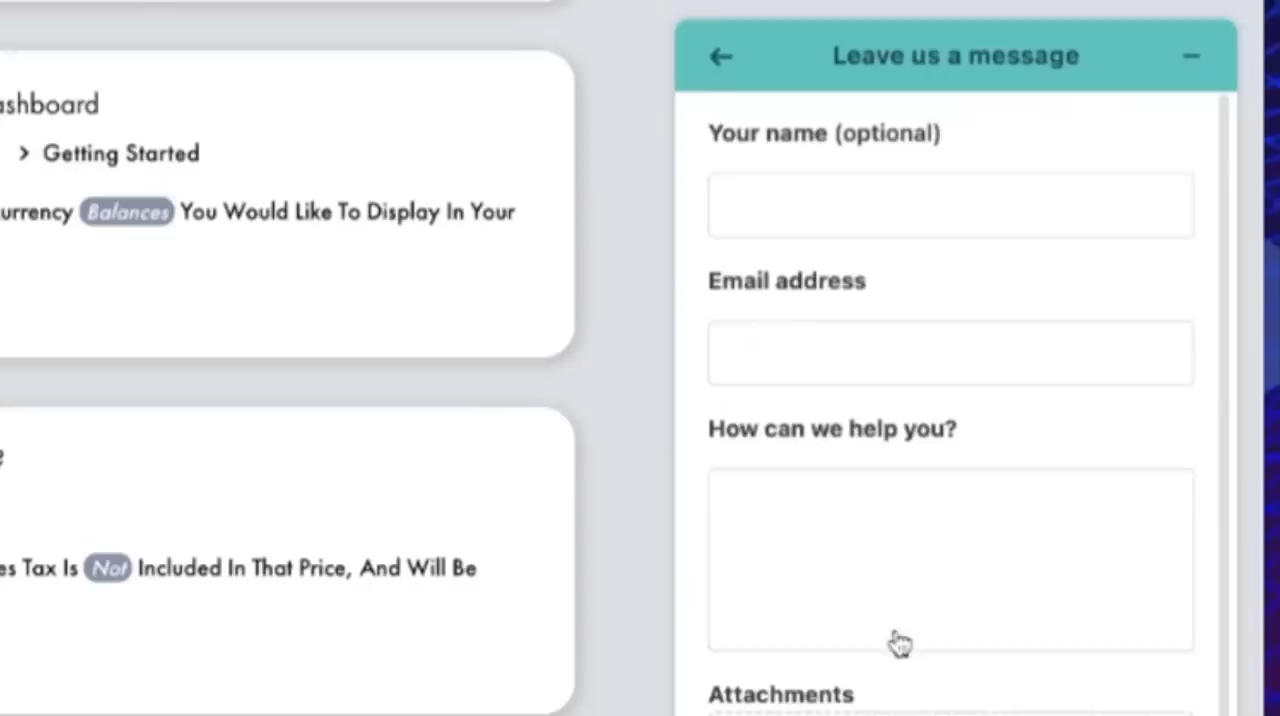 ashboard
> Getting Started
urrency Balances You Would Like To Display In Your
es Tax Is Not Included In That Price, And Will Be
Leave us a message
Your name (optional)
Email address
How can we help you?
Attachments